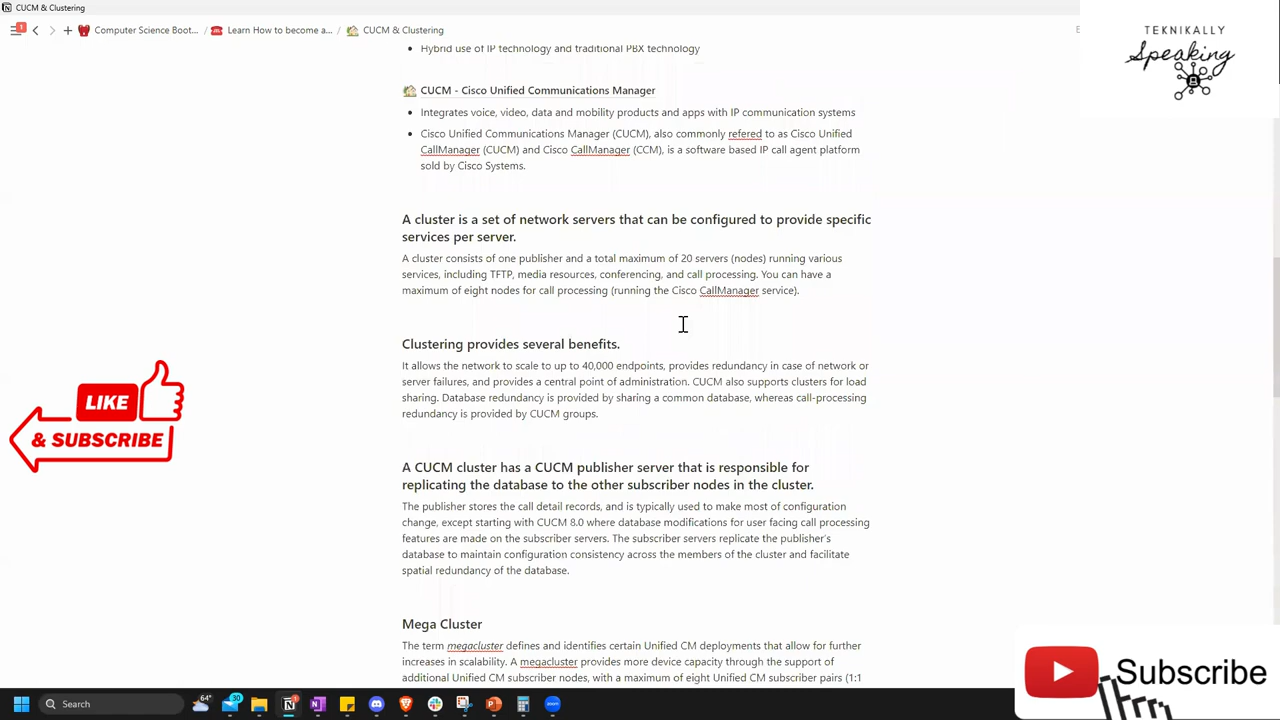 CUCM & Clustering
1
Computer Science Boot... / Learn How to become a... / CUCM & Clustering
TEKNIKALLY
Speaking
Hybrid use of IP technology and traditional PBX technology
CUCM - Cisco Unified Communications Manager
Integrates voice, video, data and mobility products and apps with IP communication systems
Cisco Unified Communications Manager (CUCM), also commonly refered to as Cisco Unified
CallManager (CUCM) and Cisco CallManager (CCM), is a software based IP call agent platform
sold by Cisco Systems.
A cluster is a set of network servers that can be configured to provide specific
services per server.
A cluster consists of one publisher and a total maximum of 20 servers (nodes) running various
services, including TFTP, media resources, conferencing, and call processing. You can have a
maximum of eight nodes for call processing (running the Cisco CallManager service).
Clustering provides several benefits.
It allows the network to scale to up to 40,000 endpoints, provides redundancy in case of network or
server failures, and provides a central point of administration. CUCM also supports clusters for load
sharing. Database redundancy is provided by sharing a common database, whereas call-processing
redundancy is provided by CUCM groups.
LIKE
& SUBSCRIBE
A CUCM cluster has a CUCM publisher server that is responsible for
replicating the database to the other subscriber nodes in the cluster.
The publisher stores the call detail records, and is typically used to make most of configuration
change, except starting with CUCM 8.0 where database modifications for user facing call processing
features are made on the subscriber servers. The subscriber servers replicate the publisher's
database to maintain configuration consistency across the members of the cluster and facilitate
spatial redundancy of the database.
Mega Cluster
The term megacluster defines and identifies certain Unified CM deployments that allow for further
increases in scalability. A megacluster provides more device capacity through the support of
additional Unified CM subscriber nodes, with a maximum of eight Unified CM subscriber pairs (1:1
Subscribe
Search
64°
30
zoom